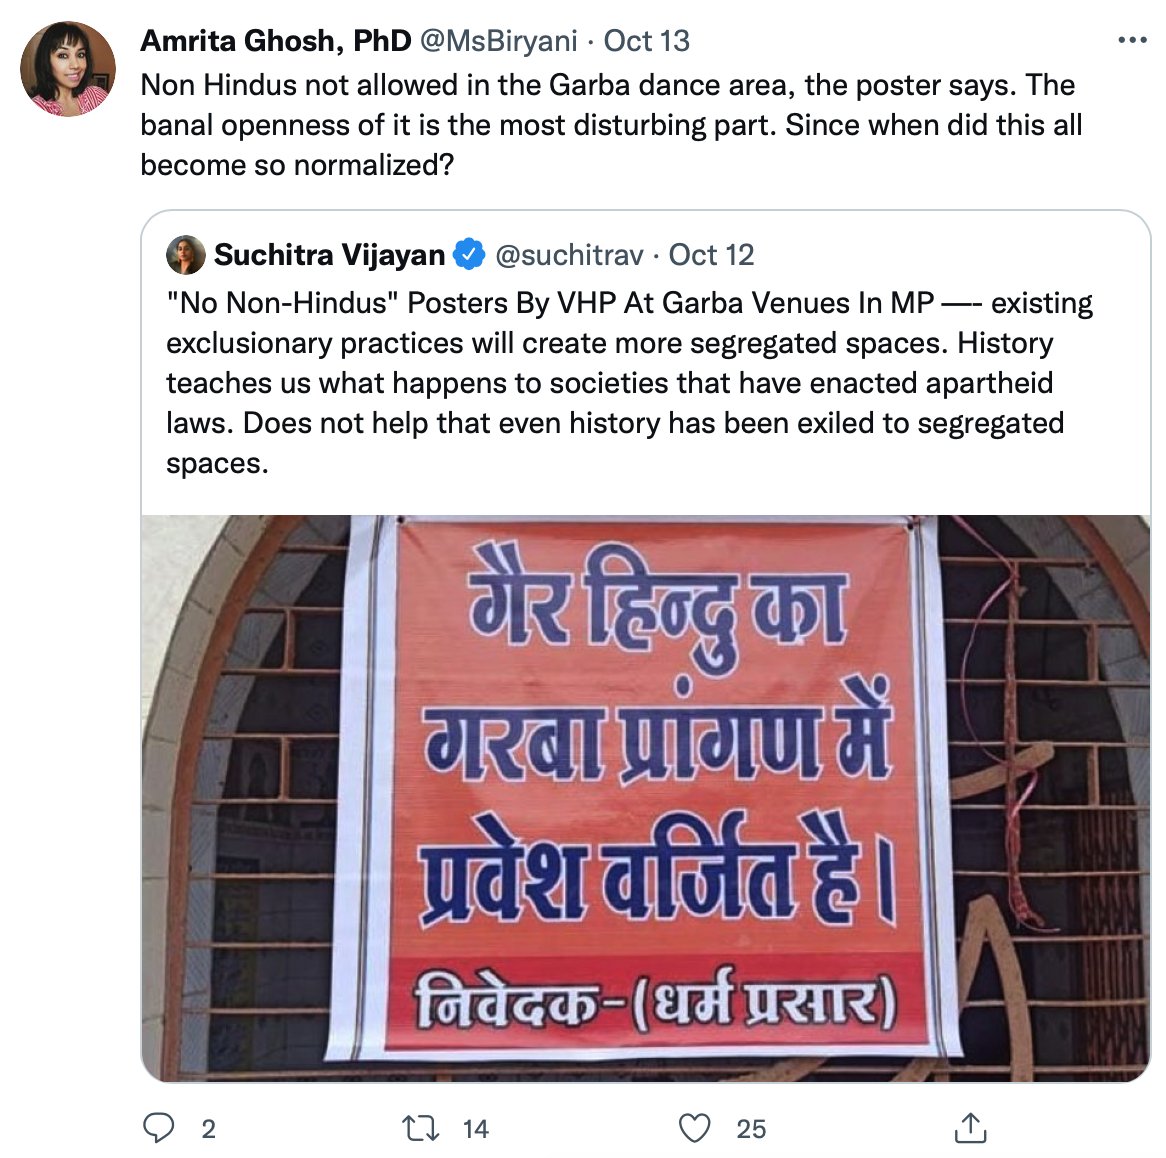 Amrita Ghosh, PhD @MsBiryani · Oct 13
Non Hindus not allowed in the Garba dance area, the poster says. The
banal openness of it is the most disturbing part. Since when did this all
become so normalized?
Suchitra Vijayan @suchitrav · Oct 12
"No Non-Hindus" Posters By VHP At Garba Venues In MP —-- existing
exclusionary practices will create more segregated spaces. History
teaches us what happens to societies that have enacted apartheid
laws. Does not help that even history has been exiled to segregated
spaces.
गैर हिन्दु का
गरबा प्रांगण में
प्रवेश वर्जित है।
निवेदक-(धर्म प्रसार)
2 14 25